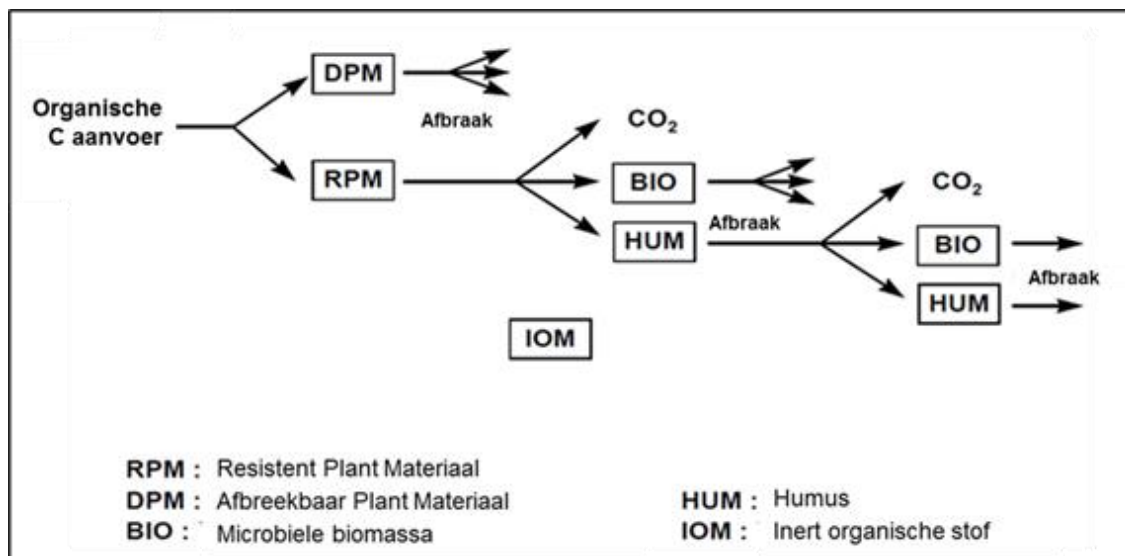 DPM
Organische
C aanvoer
Afbraak
CO₂
RPM
BIO
CO₂
HUM
Afbraak
BIO
Afbraak
HUM
IOM
RPM : Resistent Plant Materiaal
DPM : Afbreekbaar Plant Materiaal
BIO : Microbiele biomassa
HUM : Humus
IOM : Inert organische stof